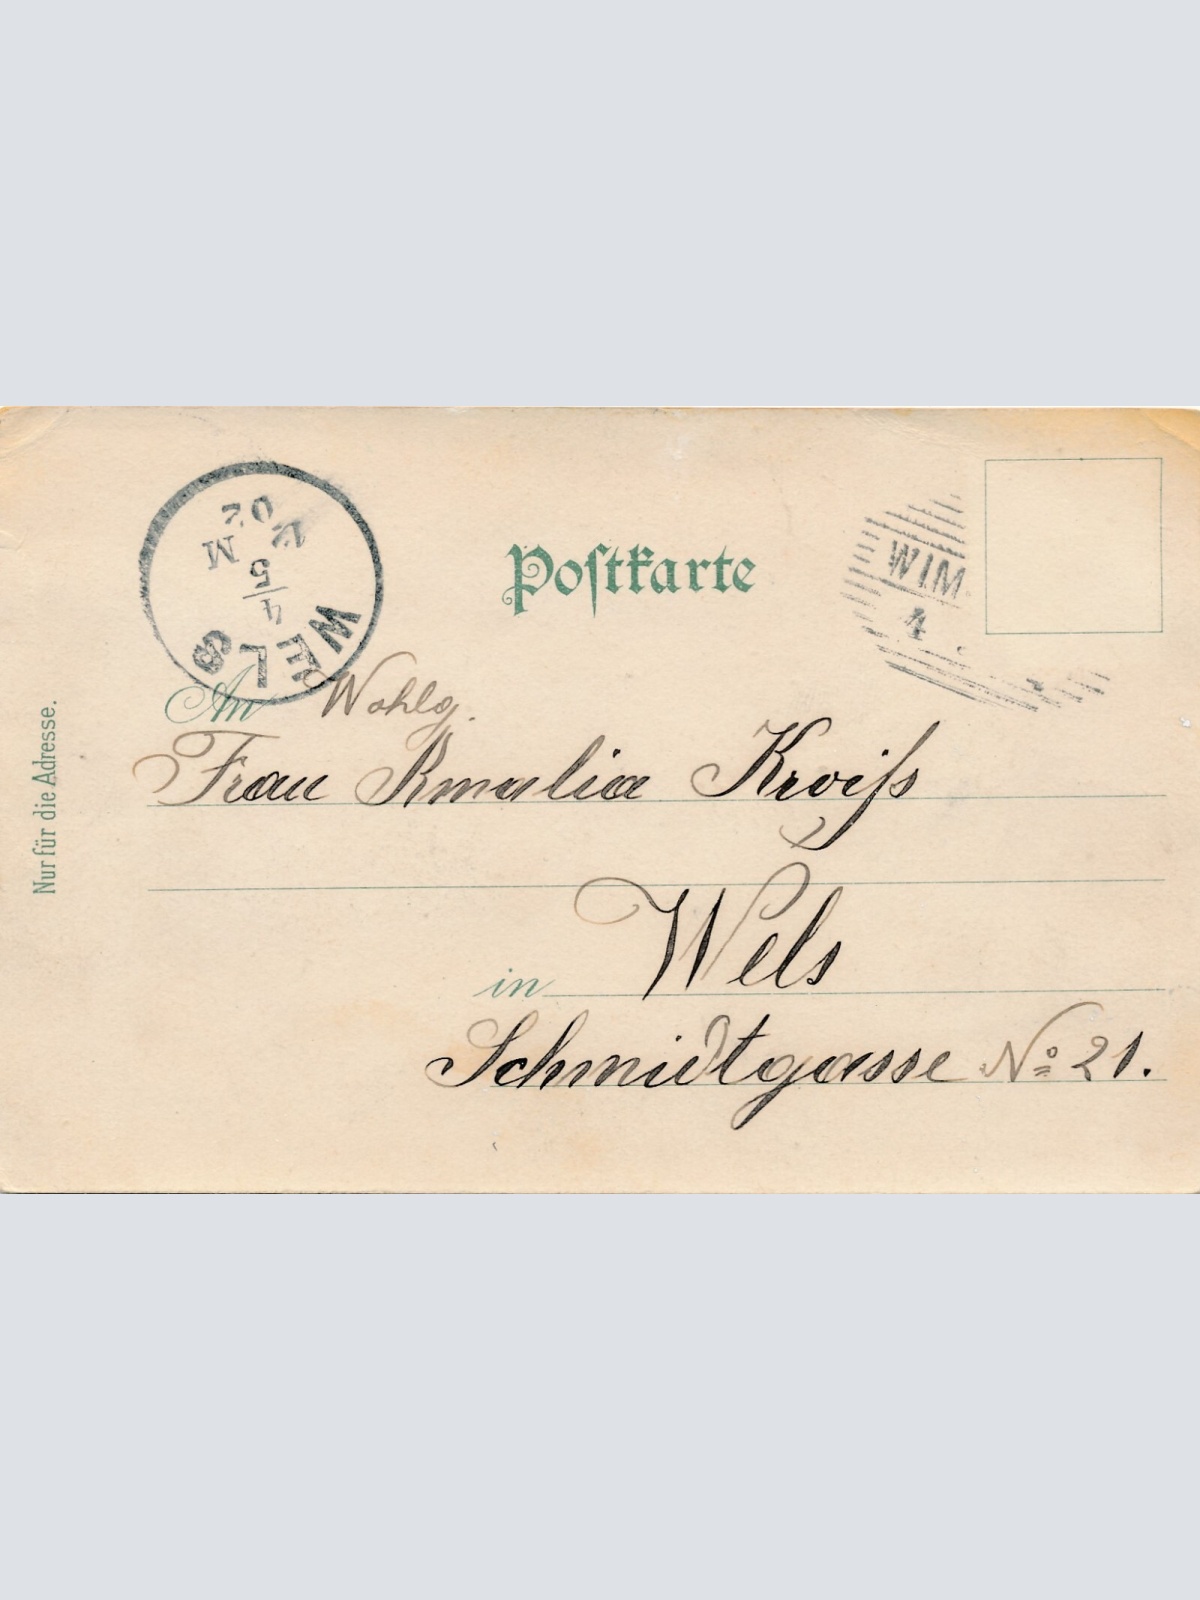 Postkarte
WIM
4
WELS
4
5
02
M
Nur für die Adresse.
An Wohlg.
Frau Amalia Kroiſs
in Wels
Schmidtgasse No 21.